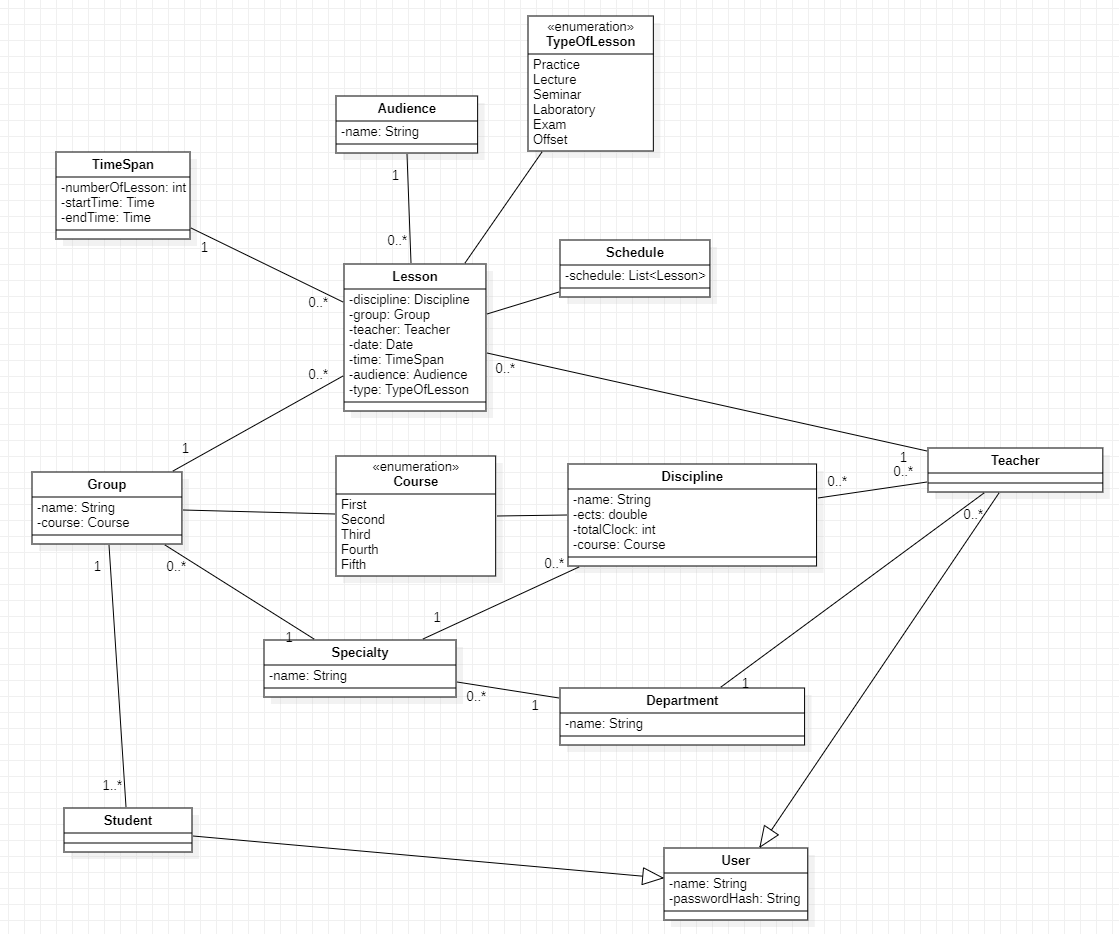 «enumeration»
TypeOfLesson
Practice
Lecture
Seminar
Laboratory
Exam
Offset
Audience
-name: String
1
0..*
TimeSpan
-numberOfLesson: int
-startTime: Time
-endTime: Time
1
0..*
Schedule
-schedule: List<Lesson>
Lesson
-discipline: Discipline
-group: Group
-teacher: Teacher
-date: Date
-time: TimeSpan
-audience: Audience
-type: TypeOfLesson
0..*
0..*
1
1
Teacher
0..*
0..*
0..*
Group
-name: String
-course: Course
«enumeration»
Course
First
Second
Third
Fourth
Fifth
Discipline
-name: String
-ects: double
-totalClock: int
-course: Course
1
0..*
0..*
1
1
Specialty
-name: String
0..*
1
1
Department
-name: String
1..*
Student
User
-name: String
-passwordHash: String